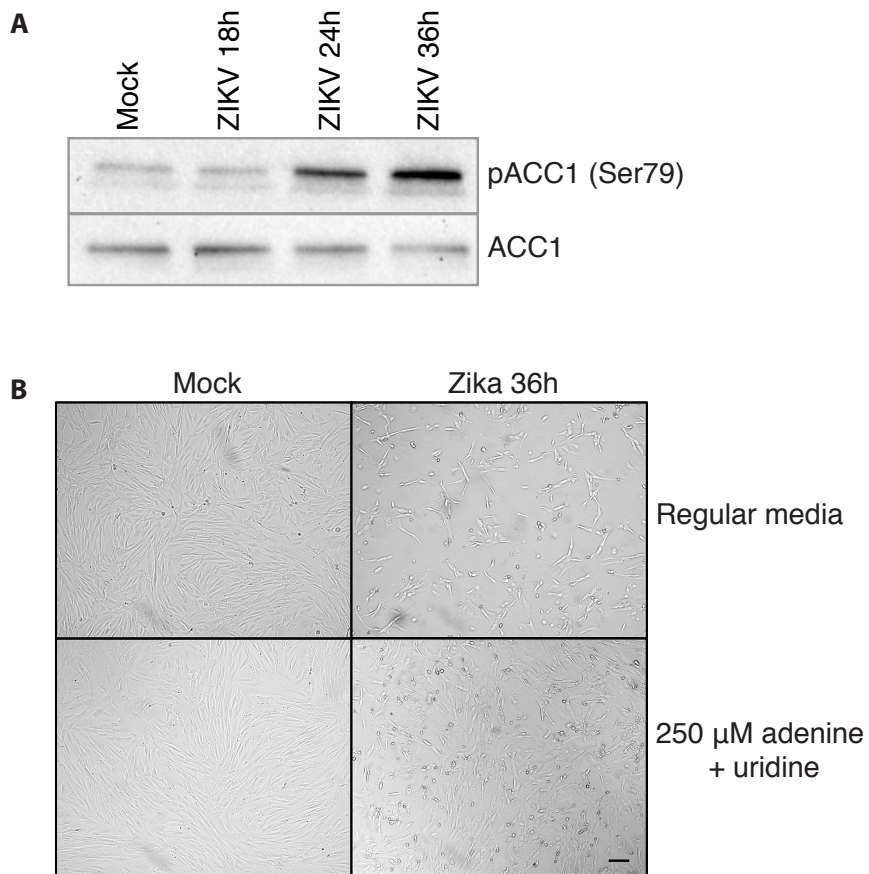 A
Mock
ZIKV 18h
ZIKV 24h
ZIKV 36h
pACC1 (Ser79)
ACC1
B
Mock
Zika 36h
Regular media
250 µM adenine
+ uridine